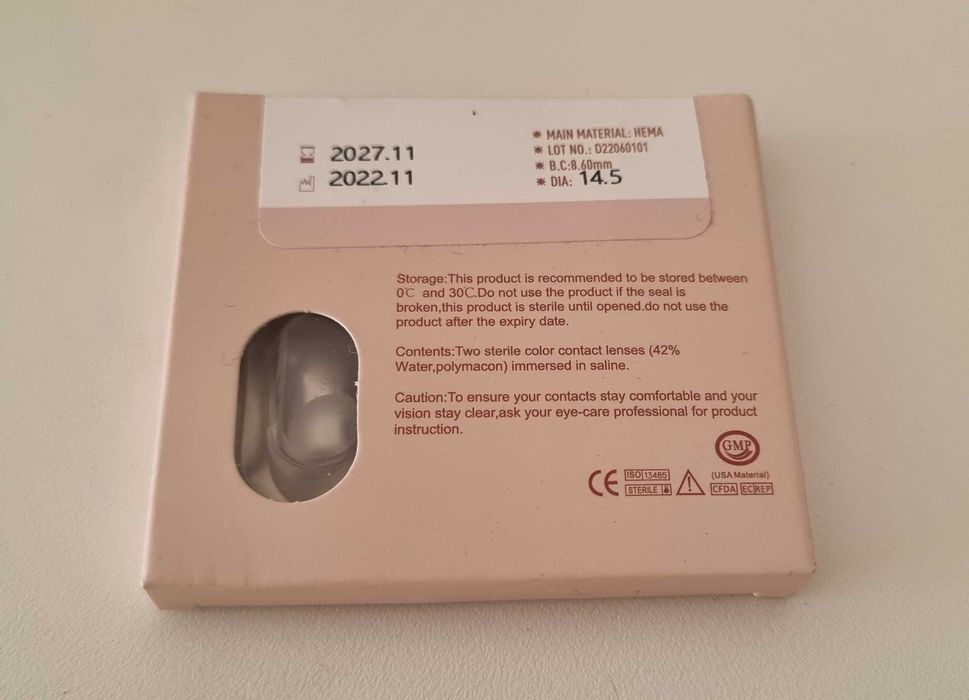 2027.11
2022.11
✷ MAIN MATERIAL: HEMA
✷ LOT NO.: D22060101
✷ B.C:8.60mm
✷ DIA: 14.5
Storage:This product is recommended to be stored between
0℃ and 30℃.Do not use the product if the seal is
broken,this product is sterile until opened.do not use the
product after the expiry date.
Contents:Two sterile color contact lenses (42%
Water,polymacon) immersed in saline.
Caution:To ensure your contacts stay comfortable and your
vision stay clear,ask your eye-care professional for product
instruction.
GMP
CE ISO 13485 (USA Material)
STERILE CFDA EC REP